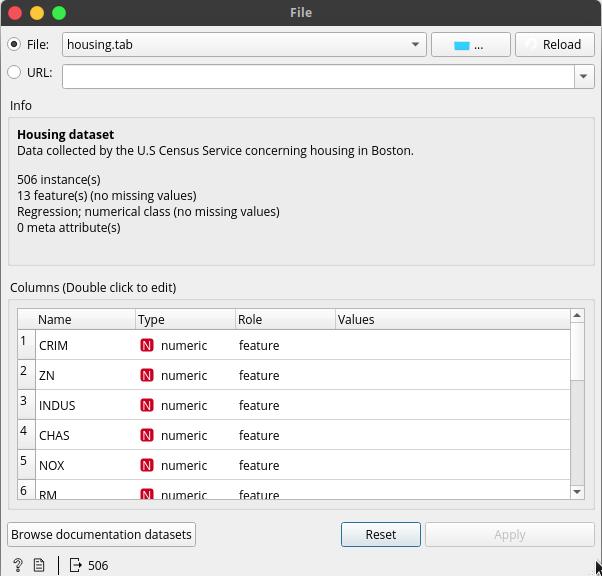 File
File: housing.tab ... Reload
URL:
Info
Housing dataset
Data collected by the U.S Census Service concerning housing in Boston.
506 instance(s)
13 feature(s) (no missing values)
Regression; numerical class (no missing values)
0 meta attribute(s)
Columns (Double click to edit)
Name Type Role Values
1 CRIM N numeric feature
2 ZN N numeric feature
3 INDUS N numeric feature
4 CHAS N numeric feature
5 NOX N numeric feature
6 RM N numeric feature
Browse documentation datasets Reset Apply
? 506